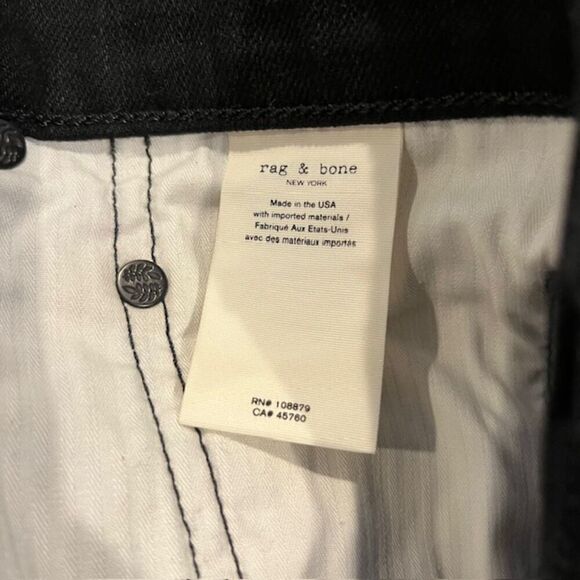 rag & bone
NEW YORK
Made in the USA
with imported materials /
Fabriqué Aux Etats-Unis
avec des matériaux importés
RN# 108879
CA# 45760